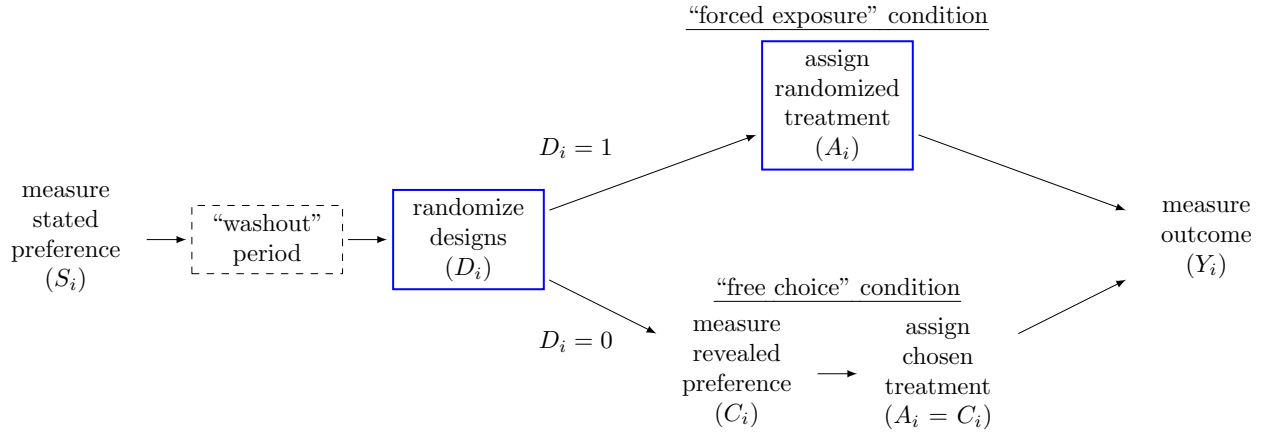 measure
stated
preference
(S_i)
“washout”
period
randomize
designs
(D_i)
D_i = 1
“forced exposure” condition
assign
randomized
treatment
(A_i)
D_i = 0
“free choice” condition
measure
revealed
preference
(C_i)
assign
chosen
treatment
(A_i = C_i)
measure
outcome
(Y_i)